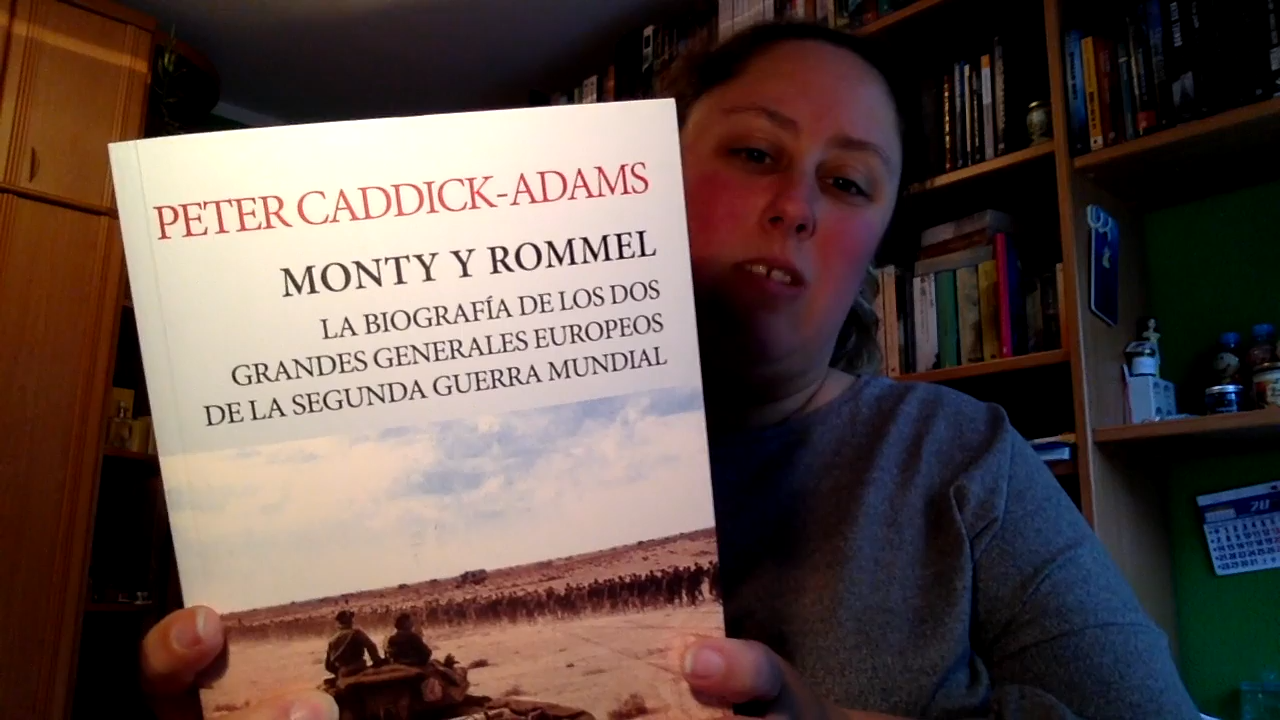 PETER CADDICK-ADAMS
MONTY Y ROMMEL
LA BIOGRAFÍA DE LOS DOS
GRANDES GENERALES EUROPEOS
DE LA SEGUNDA GUERRA MUNDIAL